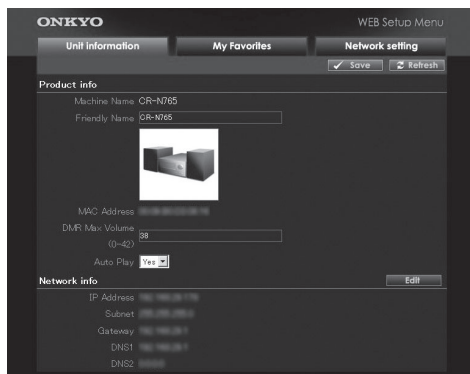 ONKYO WEB Setup Menu
Unit information My Favorites Network setting
Save Refresh
Product info
Machine Name CR-N765
Friendly Name CR-N765
MAC Address
DMR Max Volume
(0-42) 38
Auto Play Yes
Network info Edit
IP Address
Subnet
Gateway
DNS1
DNS2